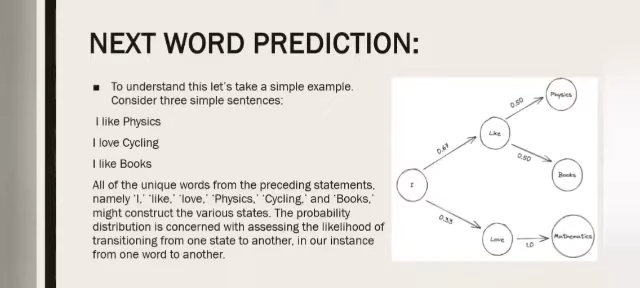 NEXT WORD PREDICTION:
▪ To understand this let's take a simple example.
Consider three simple sentences:
I like Physics
I love Cycling
I like Books
All of the unique words from the preceding statements,
namely 'I,' 'like,' 'love,' 'Physics,' 'Cycling,' and 'Books,'
might construct the various states. The probability
distribution is concerned with assessing the likelihood of
transitioning from one state to another, in our instance
from one word to another.
Physics
0.50
Like
0.67
0.50
Books
I
0.33
Love
1.0
Mathematics